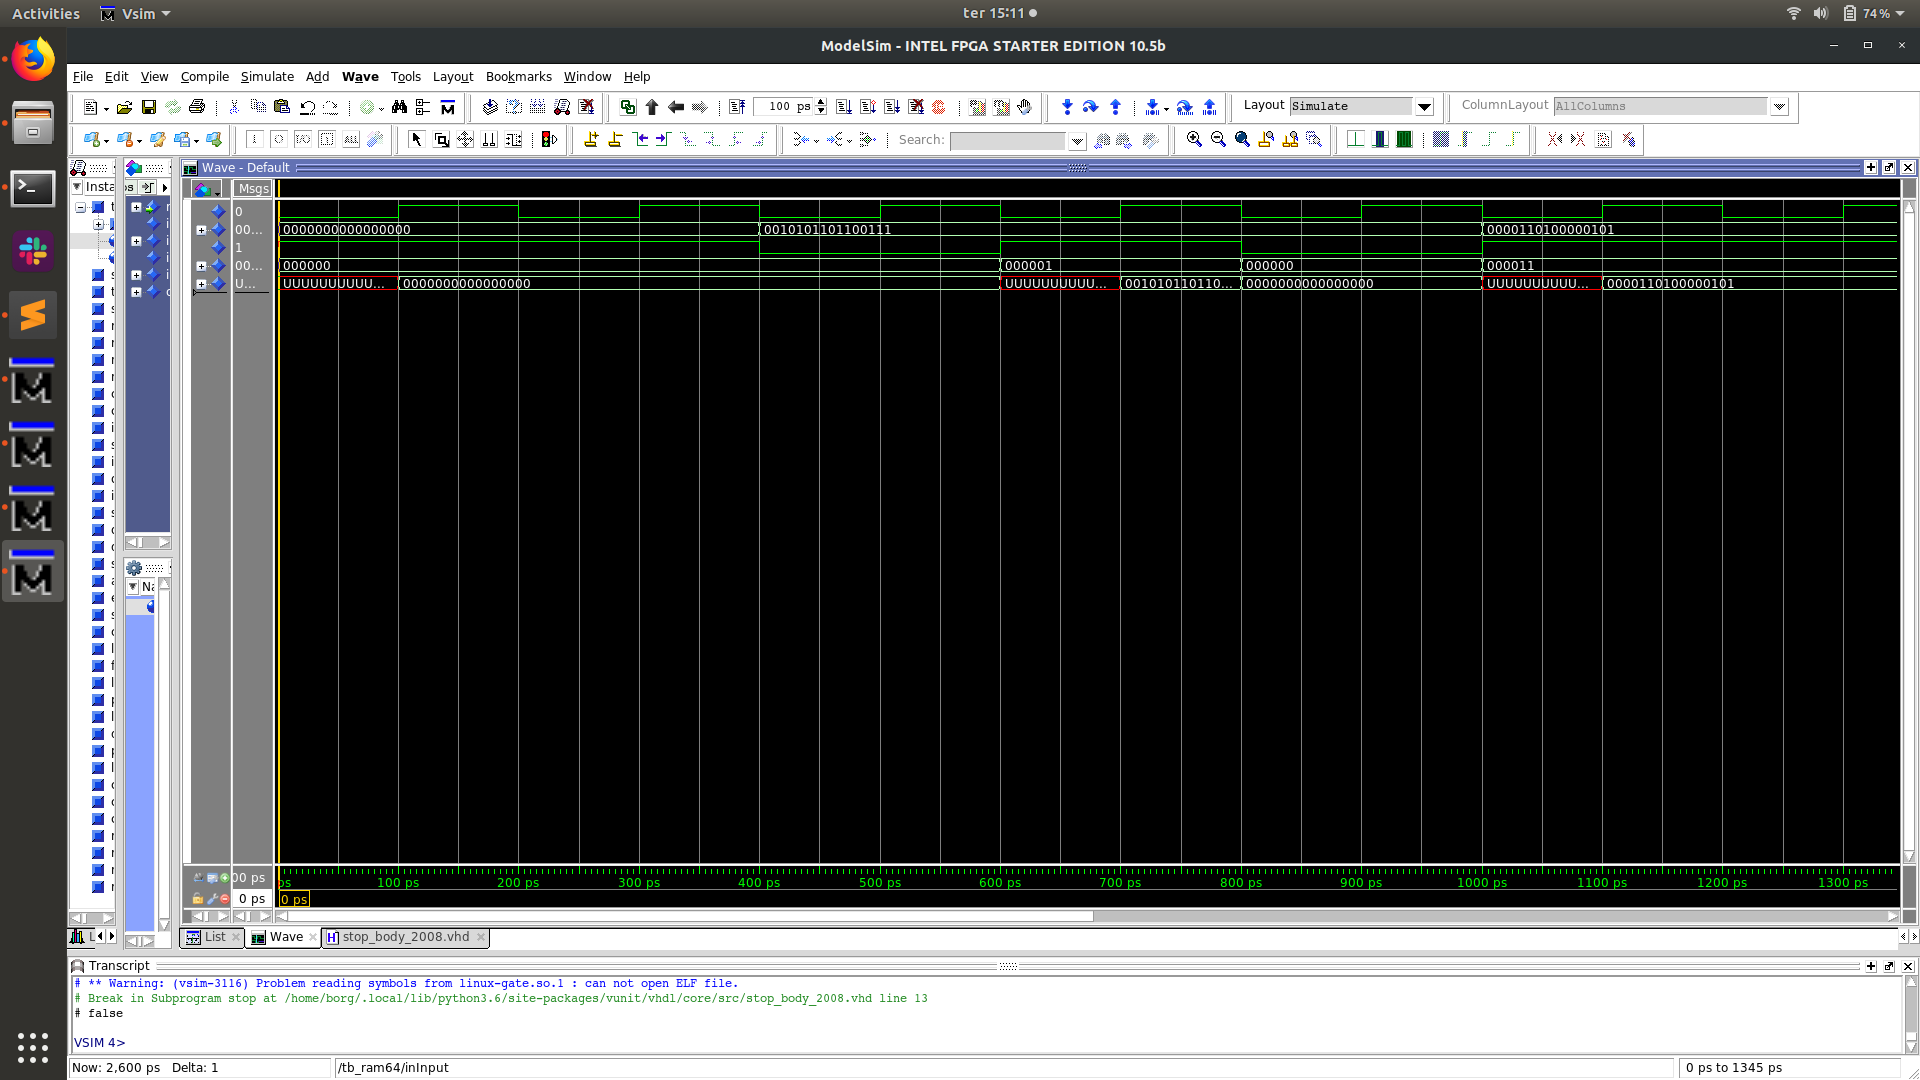 Activities Vsim ter 15:11 74%
ModelSim - INTEL FPGA STARTER EDITION 10.5b
File Edit View Compile Simulate Add Wave Tools Layout Bookmarks Window Help
100 ps Layout Simulate ColumnLayout AllColumns
Search:
Wave - Default
Insta
Msgs
0
00... 0000000000000000 0010101101100111 0000110100000101
1
00... 000000 000001 000000 000011
U... UUUUUUUUUU... 0000000000000000 UUUUUUUUUU... 001010110110... 0000000000000000 UUUUUUUUUU... 0000110100000101
Na
00 ps ps 100 ps 200 ps 300 ps 400 ps 500 ps 600 ps 700 ps 800 ps 900 ps 1000 ps 1100 ps 1200 ps 1300 ps
0 ps 0 ps
List Wave stop_body_2008.vhd
Transcript
# ** Warning: (vsim-3116) Problem reading symbols from linux-gate.so.1 : can not open ELF file.
# Break in Subprogram stop at /home/borg/.local/lib/python3.6/site-packages/vunit/vhdl/core/src/stop_body_2008.vhd line 13
# false
VSIM 4>
Now: 2,600 ps Delta: 1 /tb_ram64/inInput 0 ps to 1345 ps